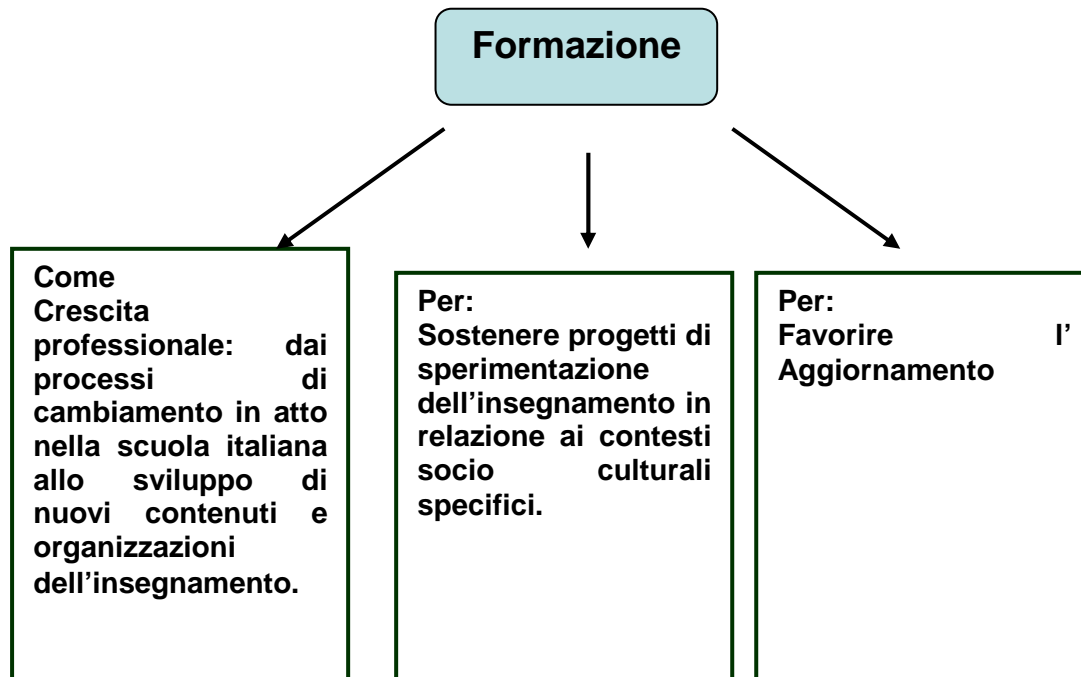 Formazione
Come
Crescita
professionale: dai
processi di
cambiamento in atto
nella scuola italiana
allo sviluppo di
nuovi contenuti e
organizzazioni
dell’insegnamento.
Per:
Sostenere progetti di
sperimentazione
dell’insegnamento in
relazione ai contesti
socio culturali
specifici.
Per:
Favorire l’
Aggiornamento